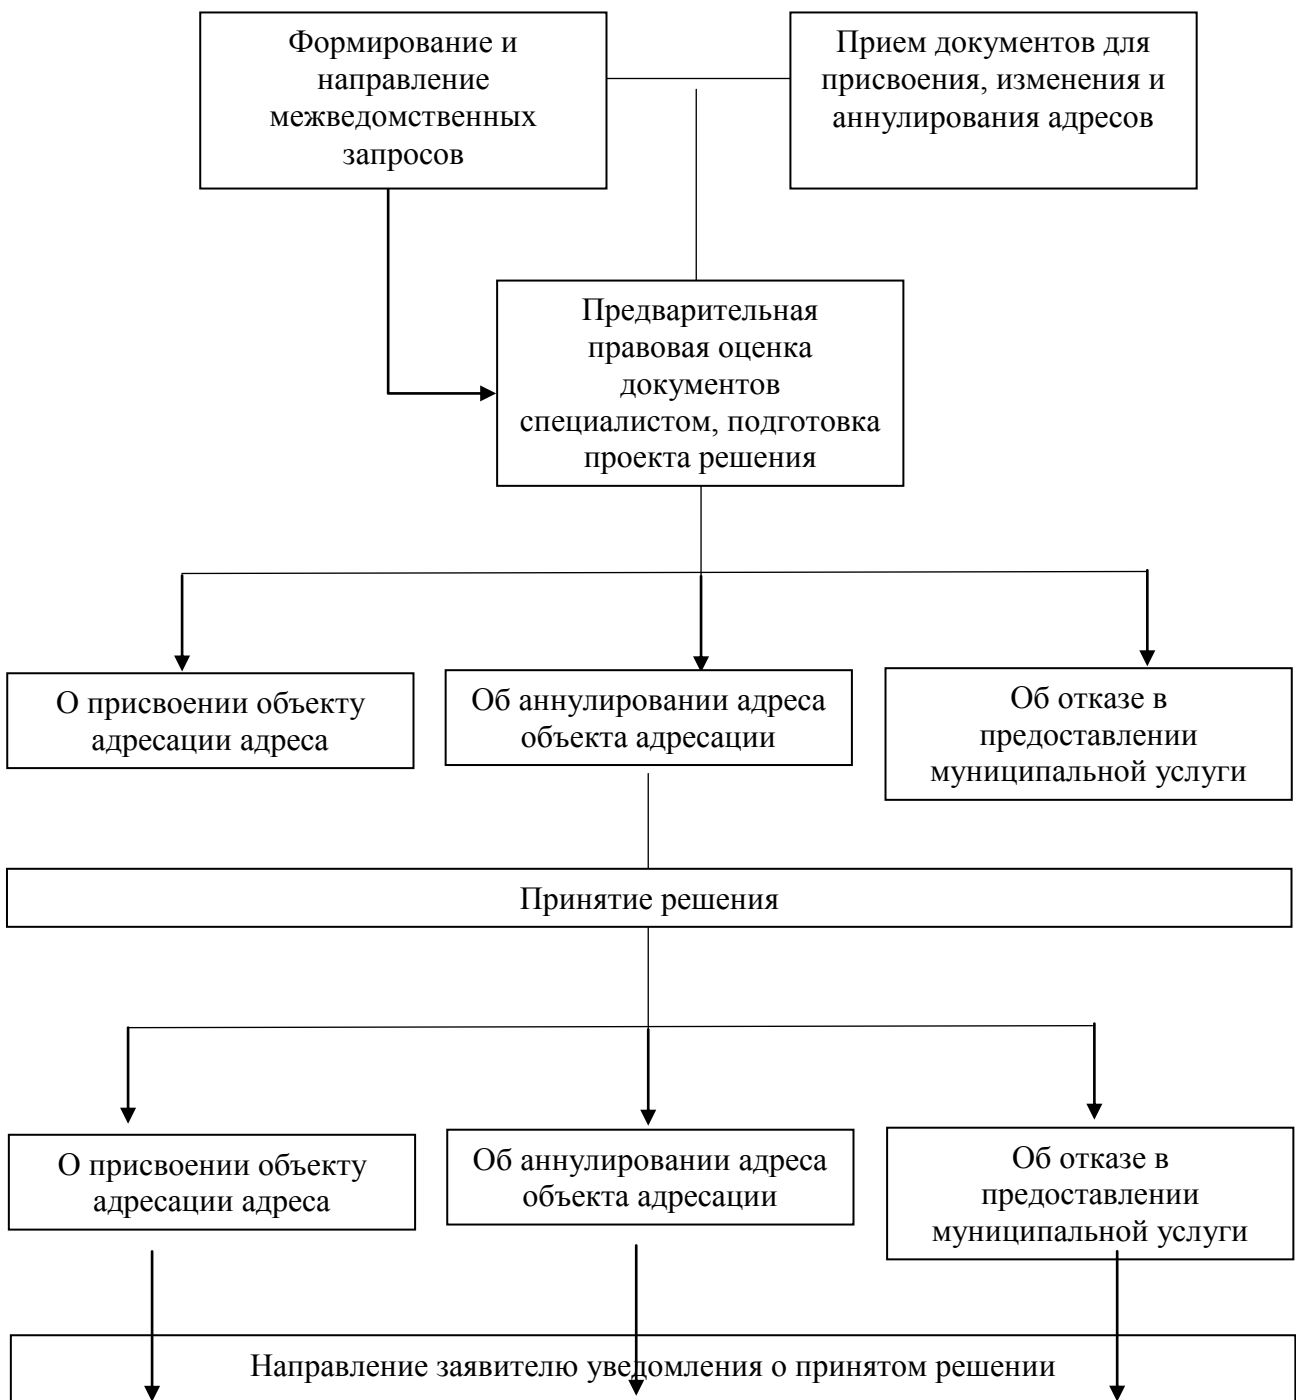 Формирование и
направление
межведомственных
запросов
Прием документов для
присвоения, изменения и
аннулирования адресов
Предварительная
правовая оценка
документов
специалистом, подготовка
проекта решения
О присвоении объекту
адресации адреса
Об аннулировании адреса
объекта адресации
Об отказе в
предоставлении
муниципальной услуги
Принятие решения
О присвоении объекту
адресации адреса
Об аннулировании адреса
объекта адресации
Об отказе в
предоставлении
муниципальной услуги
Направление заявителю уведомления о принятом решении